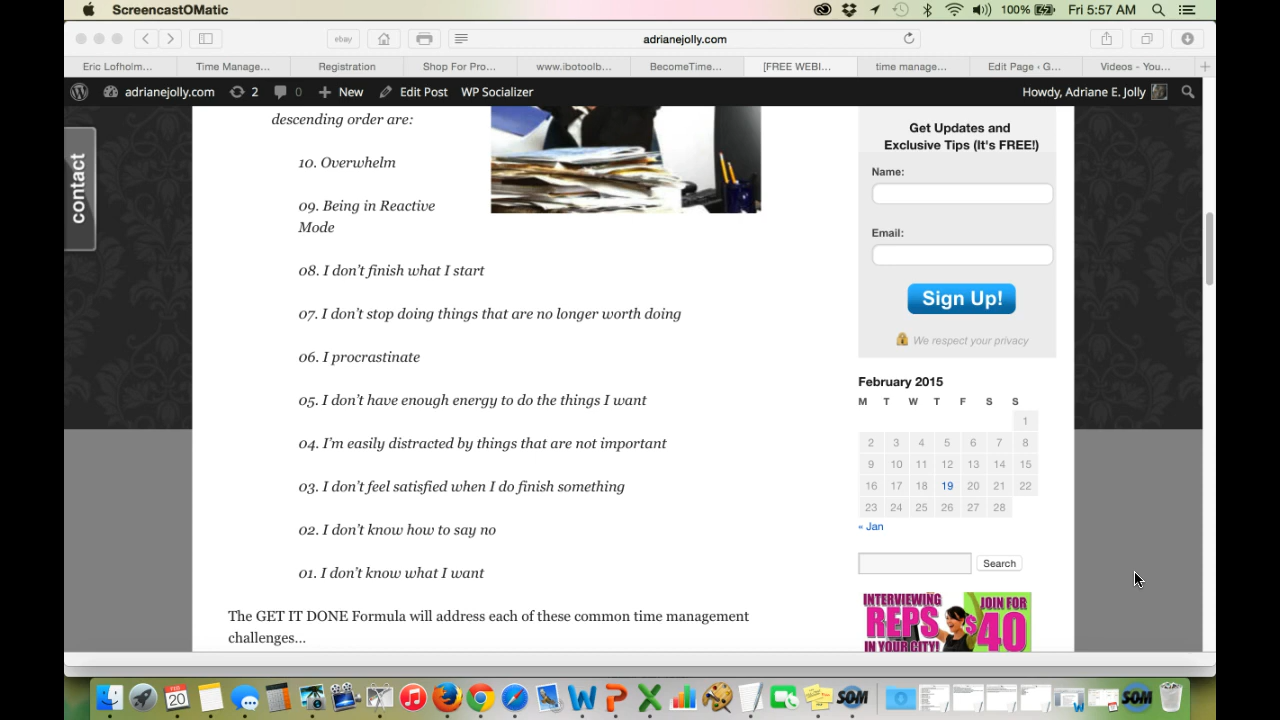 ScreencastOMatic
100%
Fri 5:57 AM
ebay
adrianejolly.com
Eric Lofholm...
Time Manage...
Registration
Shop For Pro...
www.ibotoolb...
BecomeTime...
[FREE WEBI...
time manage...
Edit Page ‹ G...
Videos - You...
adrianejolly.com
2
0
New
Edit Post
WP Socializer
Howdy, Adriane E. Jolly
contact
descending order are:
10. Overwhelm
09. Being in Reactive
Mode
08. I don't finish what I start
07. I don't stop doing things that are no longer worth doing
06. I procrastinate
05. I don't have enough energy to do the things I want
04. I'm easily distracted by things that are not important
03. I don't feel satisfied when I do finish something
02. I don't know how to say no
01. I don't know what I want
The GET IT DONE Formula will address each of these common time management
challenges...
Get Updates and
Exclusive Tips (It's FREE!)
Name:
Email:
Sign Up!
We respect your privacy
February 2015
M T W T F S S
1
2 3 4 5 6 7 8
9 10 11 12 13 14 15
16 17 18 19 20 21 22
23 24 25 26 27 28
« Jan
Search
INTERVIEWING
REPS
IN YOUR CITY!
JOIN FOR
$40
FEB
20
W
P
X
SOM
SOM